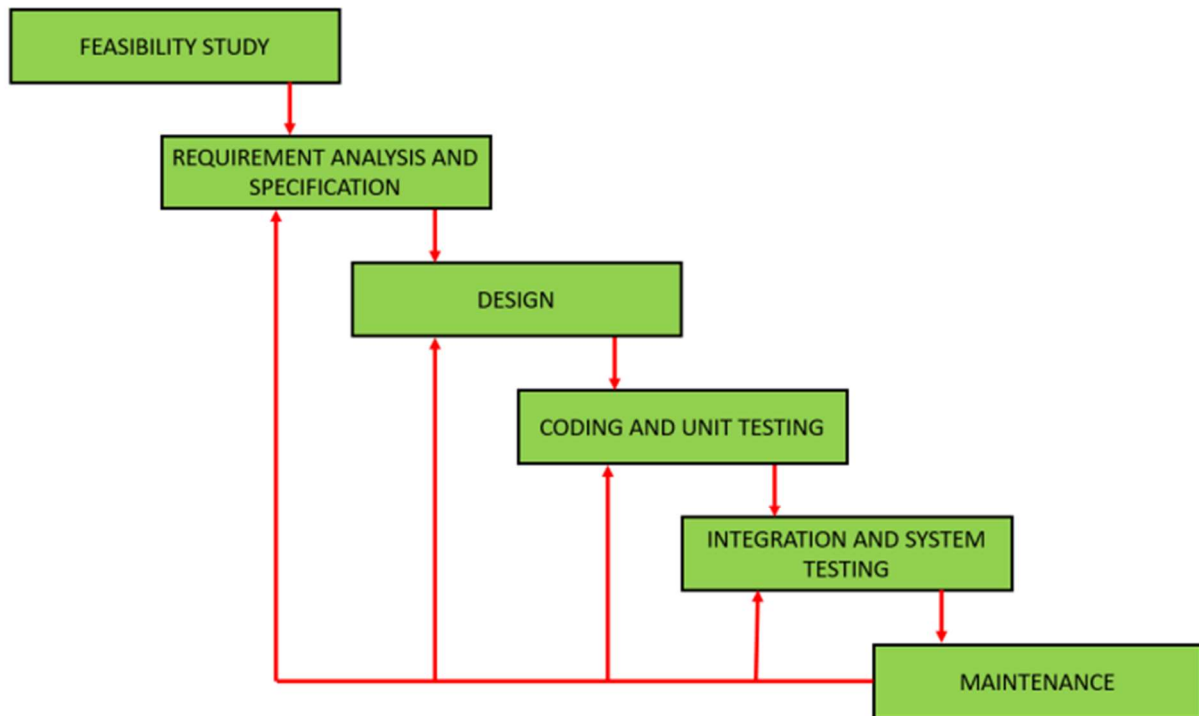 FEASIBILITY STUDY
REQUIREMENT ANALYSIS AND
SPECIFICATION
DESIGN
CODING AND UNIT TESTING
INTEGRATION AND SYSTEM
TESTING
MAINTENANCE